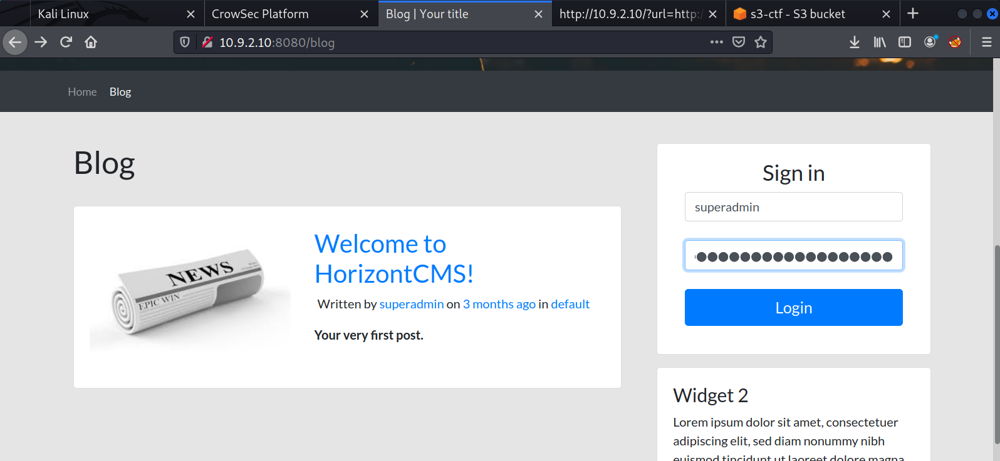 Kali Linux
CrowSec Platform
Blog | Your title
http://10.9.2.10/?url=http:/
s3-ctf - S3 bucket
10.9.2.10:8080/blog
Home
Blog
Blog
NEWS
EPIC WIN
Welcome to
HorizontCMS!
Written by superadmin on 3 months ago in default
Your very first post.
Sign in
superadmin
Login
Widget 2
Lorem ipsum dolor sit amet, consectetuer
adipiscing elit, sed diam nonummy nibh
euismod tincidunt ut laoreet dolore magna